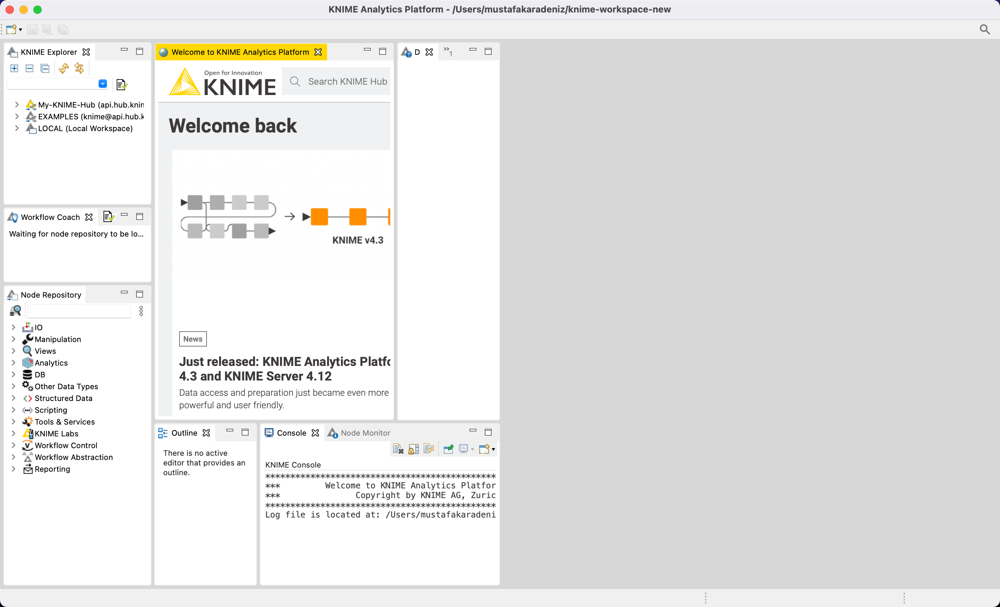 KNIME Analytics Platform - /Users/mustafakaradeniz/knime-workspace-new
KNIME Explorer
My-KNIME-Hub (api.hub.knim
EXAMPLES (knime@api.hub.k
LOCAL (Local Workspace)
Workflow Coach
Waiting for node repository to be lo...
Node Repository
IO
Manipulation
Views
Analytics
DB
Other Data Types
Structured Data
Scripting
Tools & Services
KNIME Labs
Workflow Control
Workflow Abstraction
Reporting
Welcome to KNIME Analytics Platform
Open for Innovation
KNIME
Search KNIME Hub
Welcome back
KNIME v4.3
News
Just released: KNIME Analytics Platfo
4.3 and KNIME Server 4.12
Data access and preparation just became even more
powerful and user friendly.
D
»1
Outline
There is no active
editor that provides an
outline.
Console
Node Monitor
KNIME Console
**********************************************
*** Welcome to KNIME Analytics Platfor
*** Copyright by KNIME AG, Zuric
**********************************************
Log file is located at: /Users/mustafakaradeni